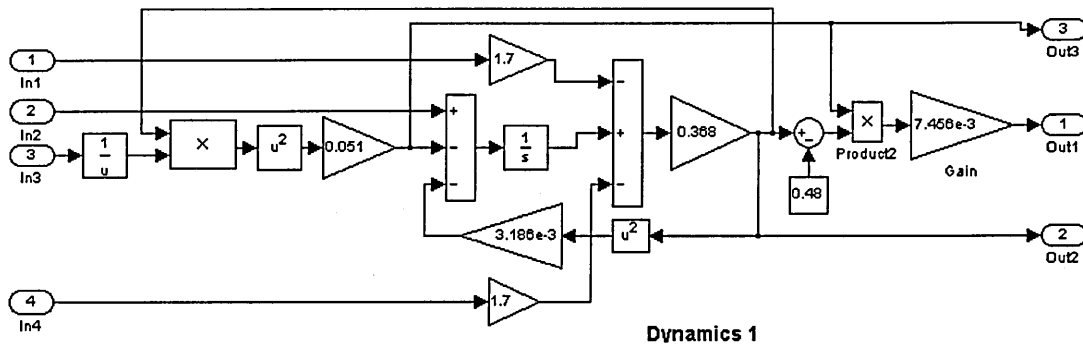 1
In1
1.7
3
Out3
2
In2
3
In3
1
u
×
u²
0.051
+
−
−
1
s
−
+
−
0.368
+
−
0.48
×
Product2
7.456e-3
Gain
1
Out1
3.186e-3
u²
2
Out2
4
In4
1.7
Dynamics 1